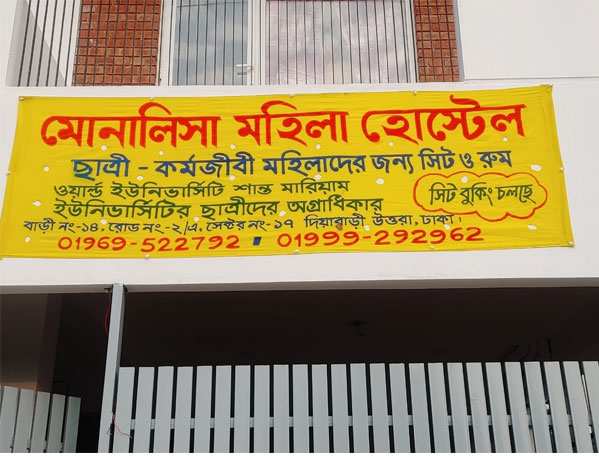 মোনালিসা মহিলা হোস্টেল
ছাত্রী - কর্মজীবী মহিলাদের জন্য সিট ও রুম
ওয়ার্ল্ড ইউনিভার্সিটি শান্ত মারিয়াম
ইউনিভার্সিটির ছাত্রীদের অগ্রাধিকার
সিট বুকিং চলছে
বাড়ী নং-১৪, রোড নং-২/এ, সেক্টর নং-১৭ দিয়াবাড়ী উত্তরা, ঢাকা।
01969-522792 ▪ 01999-292962